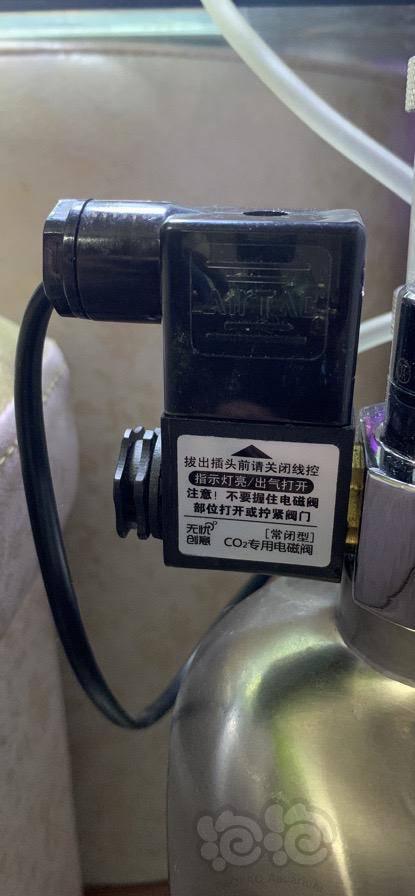 AirTAC
拔出插头前请关闭线控
指示灯亮/出气打开
注意！不要握住电磁阀
部位打开或拧紧阀门
无忧
创意
[常闭型]
CO₂专用电磁阀